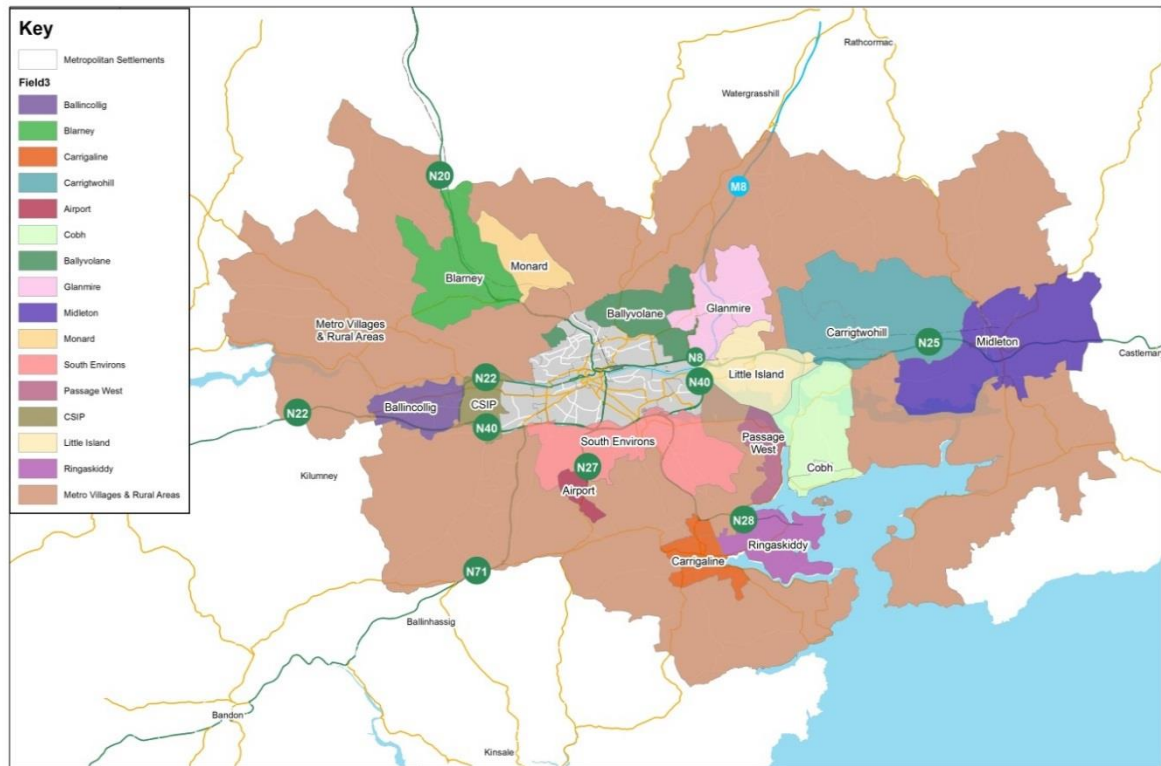 Key
Metropolitan Settlements
Field3
Ballincollig
Blarney
Carrigaline
Carrigtwohill
Airport
Cobh
Ballyvolane
Glanmire
Midleton
Monard
South Environs
Passage West
CSIP
Little Island
Ringaskiddy
Metro Villages & Rural Areas
Rathcormac
Watergrasshill
N20
M8
Monard
Blarney
Ballyvolane
Glanmire
Metro Villages
& Rural Areas
Carrigtwohill
N25
Midleton
Castlemar
N8
N22
N40
Little Island
Ballincollig
CSIP
N22
N40
South Environs
Passage
West
N27
Cobh
Kilumney
Airport
N28
Ringaskiddy
Carrigaline
N71
Ballinhassig
Bandon
Kinsale